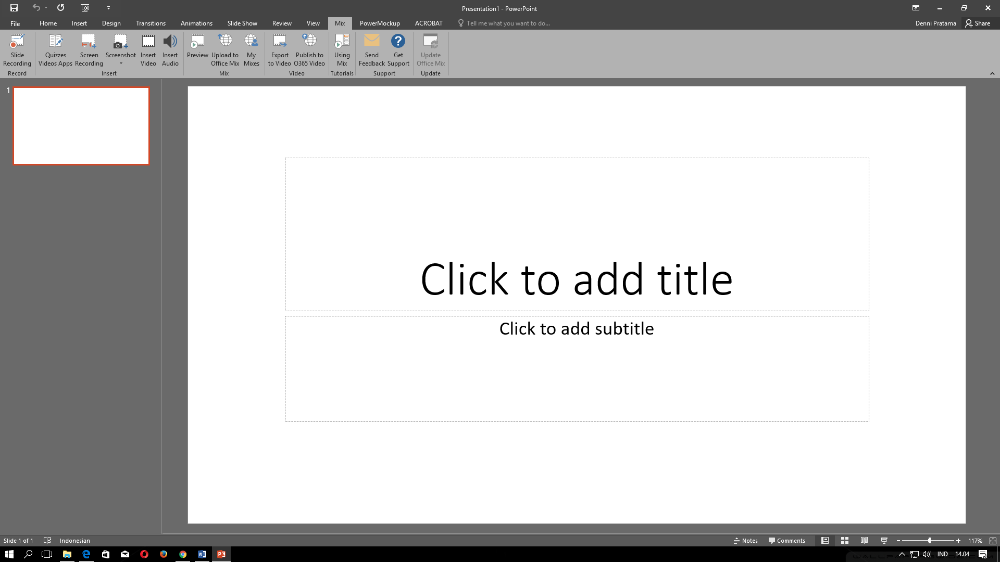 Presentation1 - PowerPoint
File Home Insert Design Transitions Animations Slide Show Review View Mix PowerMockup ACROBAT Tell me what you want to do... Denni Pratama Share
Slide Recording
Quizzes Videos Apps
Screen Recording
Screenshot
Insert Video
Insert Audio
Preview
Upload to Office Mix
My Mixes
Export to Video
Publish to O365 Video
Using Mix
Send Feedback
Get Support
Update Office Mix
Record Insert Mix Video Tutorials Support Update
1
Click to add title
Click to add subtitle
Slide 1 of 1 Indonesian Notes Comments 117%
IND 14.04